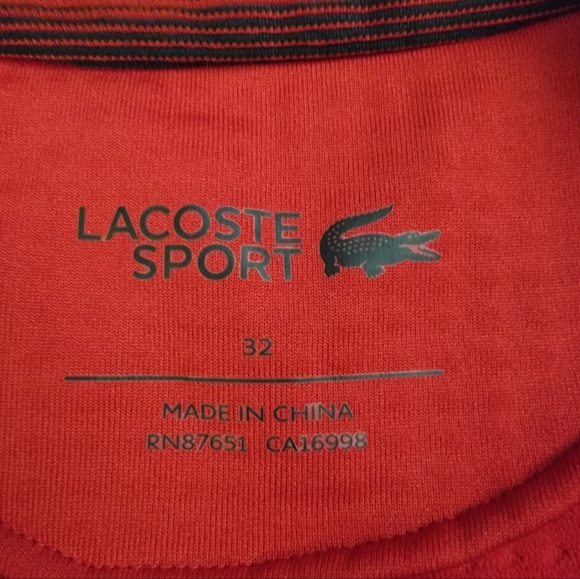 LACOSTE
SPORT
32
MADE IN CHINA
RN87651 CA16998